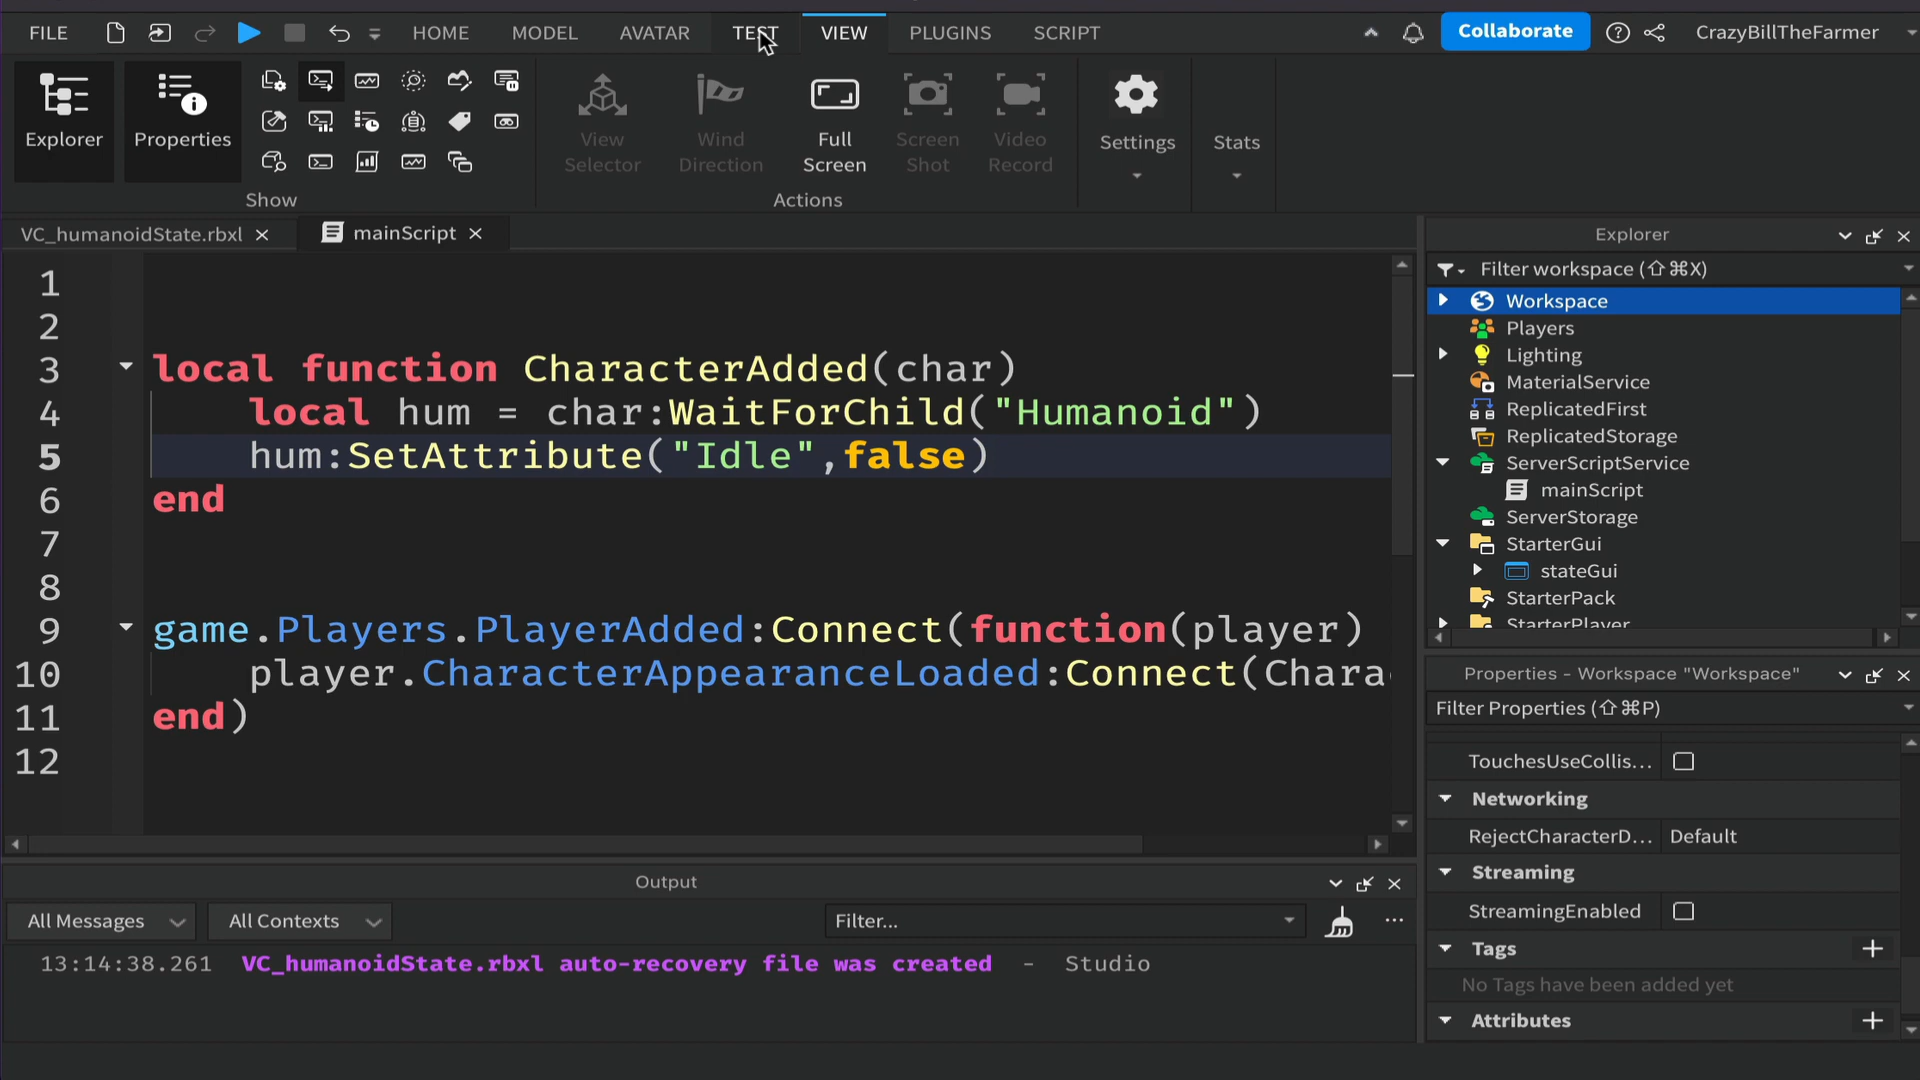 FILE HOME MODEL AVATAR TEST VIEW PLUGINS SCRIPT Collaborate CrazyBillTheFarmer
Explorer Properties View Selector Wind Direction Full Screen Screen Shot Video Record Settings Stats
Show Actions
VC_humanoidState.rbxl mainScript
1
2
3 local function CharacterAdded(char)
4 local hum = char:WaitForChild("Humanoid")
5 hum:SetAttribute("Idle",false)
6 end
7
8
9 game.Players.PlayerAdded:Connect(function(player)
10 player.CharacterAppearanceLoaded:Connect(Chara
11 end)
12
Output
All Messages All Contexts Filter...
13:14:38.261 VC_humanoidState.rbxl auto-recovery file was created - Studio
Explorer
Filter workspace (⇧⌘X)
Workspace
Players
Lighting
MaterialService
ReplicatedFirst
ReplicatedStorage
ServerScriptService
mainScript
ServerStorage
StarterGui
stateGui
StarterPack
StarterPlayer
Properties - Workspace "Workspace"
Filter Properties (⇧⌘P)
TouchesUseCollis...
Networking
RejectCharacterD... Default
Streaming
StreamingEnabled
Tags
No Tags have been added yet
Attributes